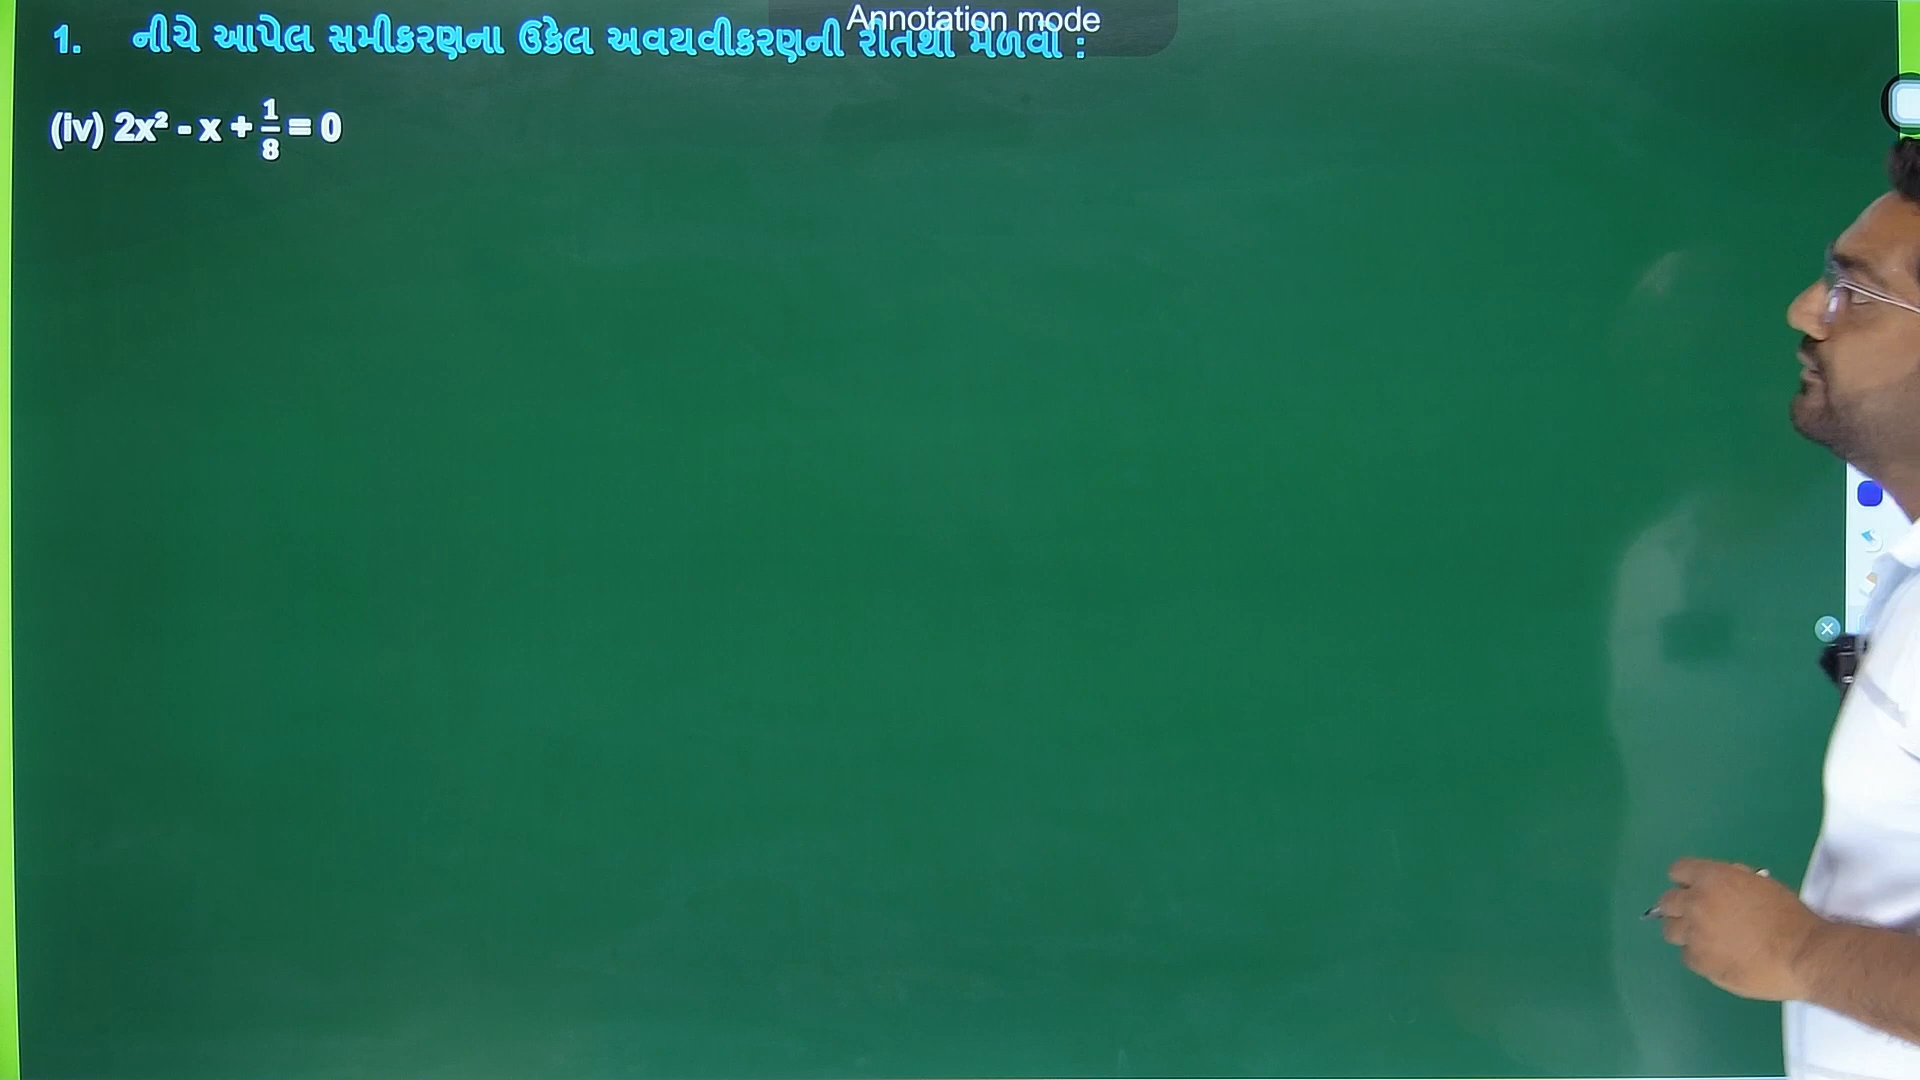 Annotation mode
1. નીચે આપેલ સમીકરણના ઉકેલ અવયવીકરણની રીતથી મેળવો :
(iv) 2x² - x + 1/8 = 0